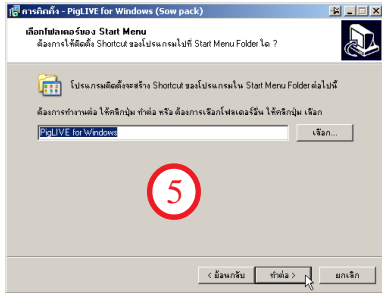 การติดตั้ง - PigLIVE for Windows (Sow pack)
เลือกโฟลเดอร์ของ Start Menu
ต้องการให้ติดตั้ง Shortcut ของโปรแกรมไปที่ Start Menu Folder ใด ?
โปรแกรมติดตั้งจะสร้าง Shortcut ของโปรแกรมใน Start Menu Folder ต่อไปนี้
ต้องการทำงานต่อ ให้คลิกปุ่ม ทำต่อ หรือ ต้องการเลือกโฟลเดอร์อื่น ให้คลิกปุ่ม เลือก
PigLIVE for Windows
เลือก...
5
< ย้อนกลับ
ทำต่อ >
ยกเลิก